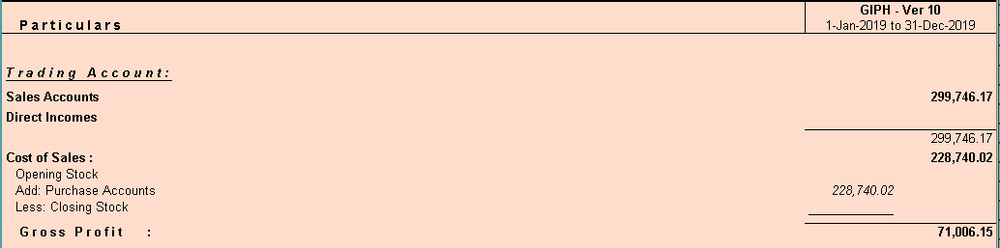 GIPH - Ver 10
Particulars 1-Jan-2019 to 31-Dec-2019
Trading Account:
Sales Accounts 299,746.17
Direct Incomes
299,746.17
Cost of Sales : 228,740.02
Opening Stock
Add: Purchase Accounts 228,740.02
Less: Closing Stock
Gross Profit : 71,006.15